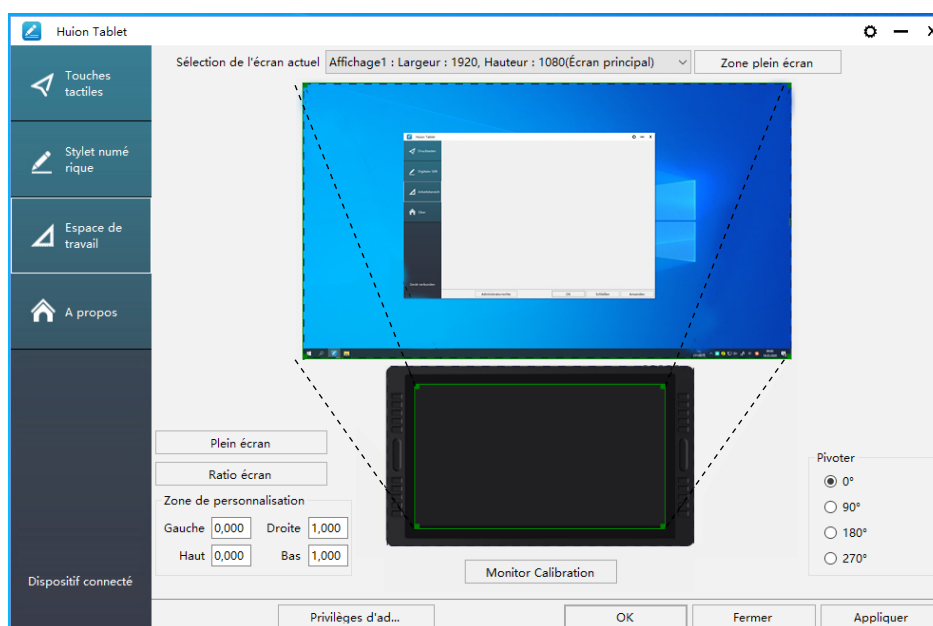 Huion Tablet
Sélection de l'écran actuel
Affichage1 : Largeur : 1920, Hauteur : 1080(Écran principal)
Zone plein écran
Touches
tactiles
Stylet numé
rique
Espace de
travail
A propos
Huion Tablet
Plein écran
Ratio écran
Zone de personnalisation
Gauche 0,000 Droite 1,000
Haut 0,000 Bas 1,000
Monitor Calibration
Pivoter
0°
90°
180°
270°
Dispositif connecté
Privilèges d'ad...
OK
Fermer
Appliquer